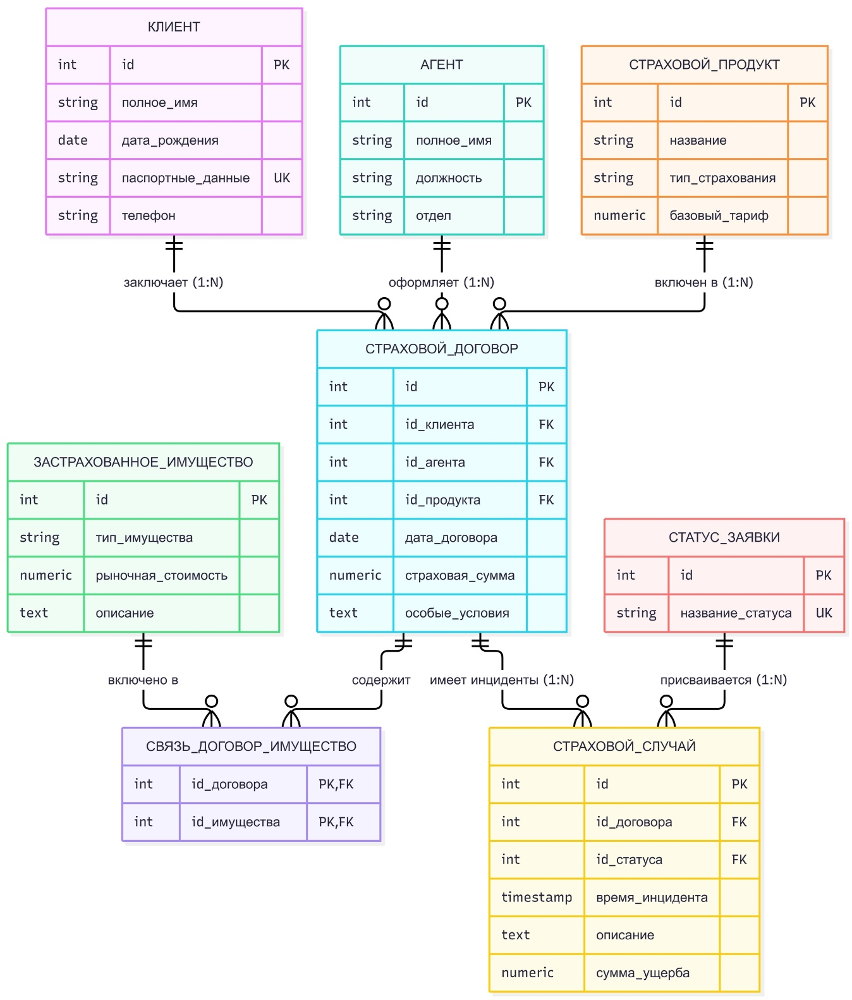 КЛИЕНТ
int id PK
string полное_имя
date дата_рождения
string паспортные_данные UK
string телефон
АГЕНТ
int id PK
string полное_имя
string должность
string отдел
СТРАХОВОЙ_ПРОДУКТ
int id PK
string название
string тип_страхования
numeric базовый_тариф
заключает (1:N)
оформляет (1:N)
включен в (1:N)
СТРАХОВОЙ_ДОГОВОР
int id PK
int id_клиента FK
int id_агента FK
int id_продукта FK
date дата_договора
numeric страховая_сумма
text особые_условия
ЗАСТРАХОВАННОЕ_ИМУЩЕСТВО
int id PK
string тип_имущества
numeric рыночная_стоимость
text описание
СТАТУС_ЗАЯВКИ
int id PK
string название_статуса UK
включено в
содержит
имеет инциденты (1:N)
присваивается (1:N)
СВЯЗЬ_ДОГОВОР_ИМУЩЕСТВО
int id_договора PK,FK
int id_имущества PK,FK
СТРАХОВОЙ_СЛУЧАЙ
int id PK
int id_договора FK
int id_статуса FK
timestamp время_инцидента
text описание
numeric сумма_ущерба